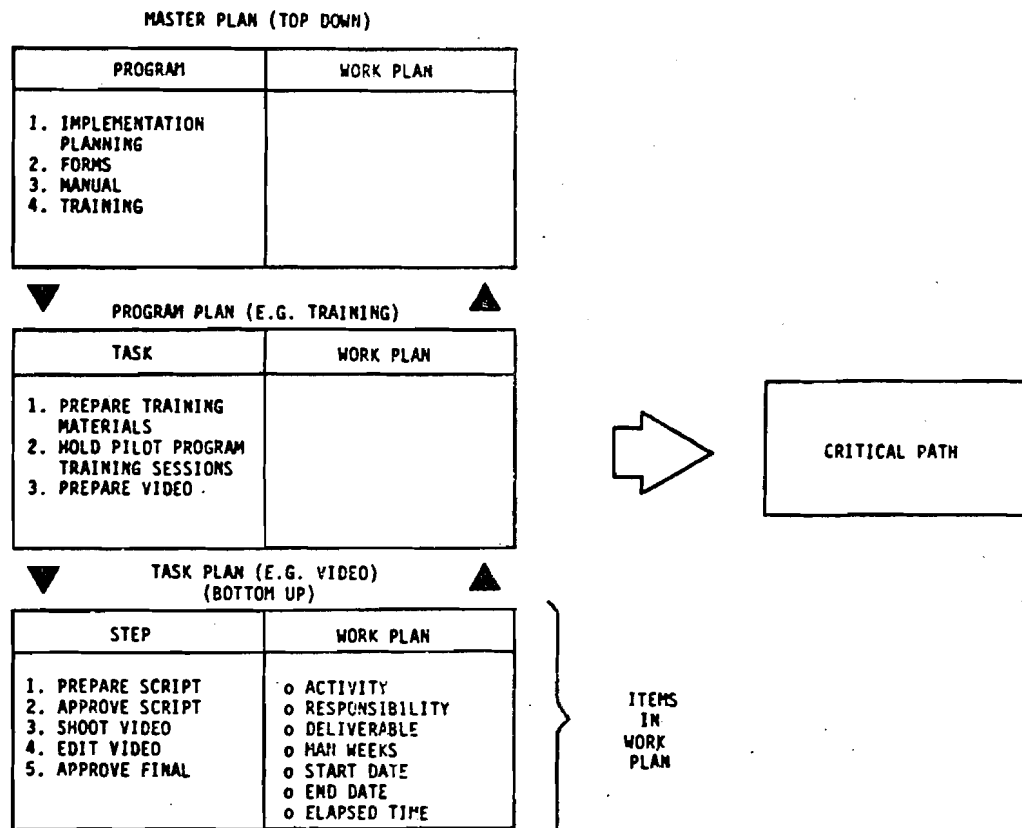 MASTER PLAN (TOP DOWN)
PROGRAM
WORK PLAN
1. IMPLEMENTATION
PLANNING
2. FORMS
3. MANUAL
4. TRAINING
PROGRAM PLAN (E.G. TRAINING)
TASK
WORK PLAN
1. PREPARE TRAINING
MATERIALS
2. HOLD PILOT PROGRAM
TRAINING SESSIONS
3. PREPARE VIDEO
CRITICAL PATH
TASK PLAN (E.G. VIDEO)
(BOTTOM UP)
STEP
WORK PLAN
1. PREPARE SCRIPT
2. APPROVE SCRIPT
3. SHOOT VIDEO
4. EDIT VIDEO
5. APPROVE FINAL
o ACTIVITY
o RESPONSIBILITY
o DELIVERABLE
o MAN WEEKS
o START DATE
o END DATE
o ELAPSED TIME
ITEMS
IN
WORK
PLAN